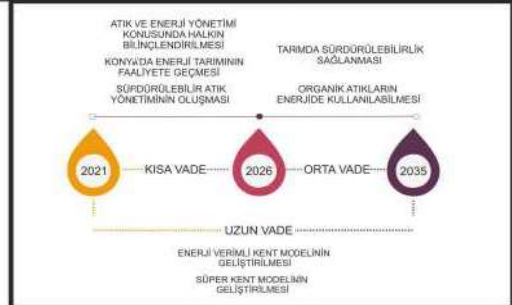 ATIK VE ENERJİ YÖNETİMİ
KONUSUNDA HALKIN
BİLİNÇLENDİRİLMESİ
KONYA'DA ENERJİ TARIMININ
FAALİYETE GEÇMESİ
SÜRDÜRÜLEBİLİR ATIK
YÖNETİMİNİN OLUŞMASI
TARIMDA SÜRDÜRÜLEBİLİRLİK
SAĞLANMASI
ORGANİK ATIKLARIN
ENERJİDE KULLANILABİLMESİ
2021
KISA VADE
2026
ORTA VADE
2035
UZUN VADE
ENERJİ VERİMLİ KENT MODELİNİN
GELİŞTİRİLMESİ
SÜPER KENT MODELİNİN
GELİŞTİRİLMESİ